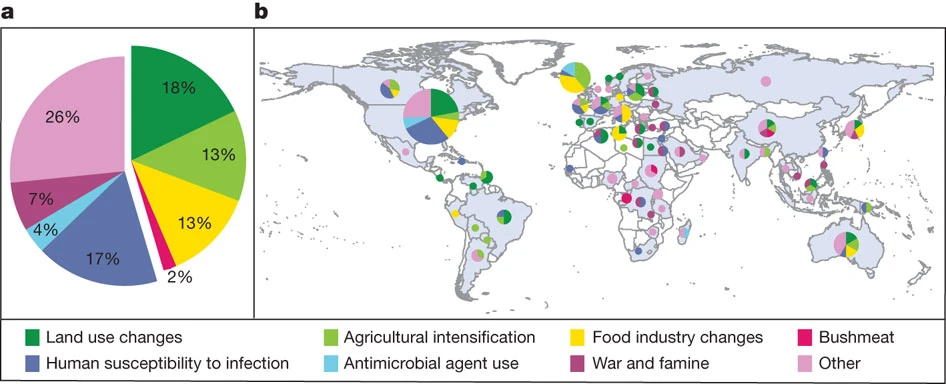 a
b
18%
13%
13%
2%
17%
4%
7%
26%
Land use changes
Agricultural intensification
Food industry changes
Bushmeat
Human susceptibility to infection
Antimicrobial agent use
War and famine
Other